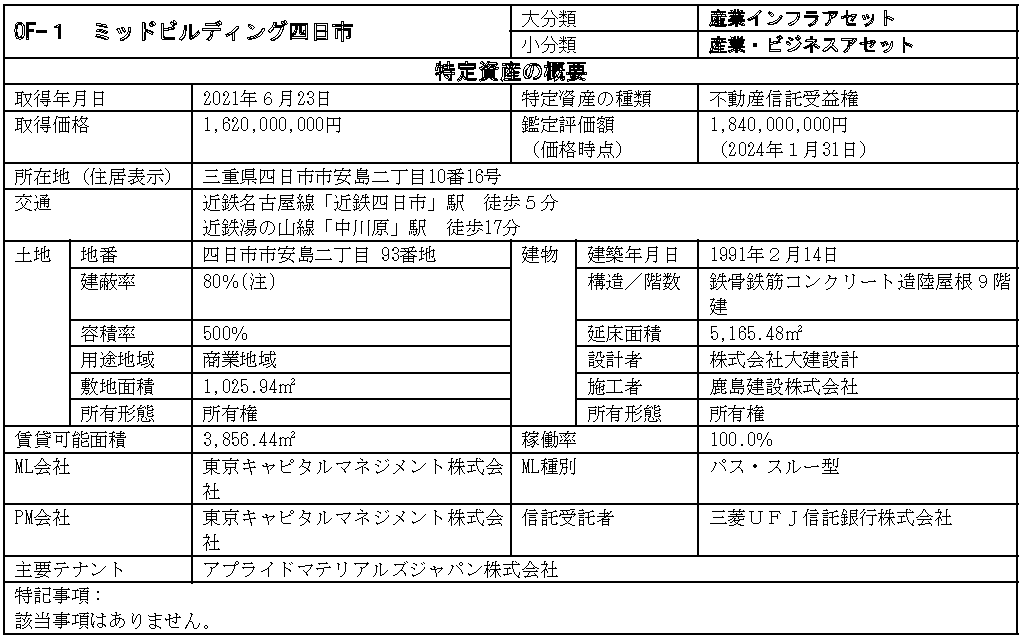 OF-1　ミッドビルディング四日市
大分類　産業インフラアセット
小分類　産業・ビジネスアセット
特定資産の概要
取得年月日　2021年６月23日　特定資産の種類　不動産信託受益権
取得価格　1,620,000,000円　鑑定評価額　1,840,000,000円
（価格時点）　（2024年１月31日）
所在地（住居表示）　三重県四日市市安島二丁目10番16号
交通　近鉄名古屋線「近鉄四日市」駅　徒歩５分
近鉄湯の山線「中川原」駅　徒歩17分
土地　地番　四日市市安島二丁目 93番地　建物　建築年月日　1991年２月14日
建蔽率　80%(注)　構造／階数　鉄骨鉄筋コンクリート造陸屋根９階
建
容積率　500%　延床面積　5,165.48㎡
用途地域　商業地域　設計者　株式会社大建設計
敷地面積　1,025.94㎡　施工者　鹿島建設株式会社
所有形態　所有権　所有形態　所有権
賃貸可能面積　3,856.44㎡　稼働率　100.0%
ML会社　東京キャピタルマネジメント株式会　ML種別　パス・スルー型
社
PM会社　東京キャピタルマネジメント株式会　信託受託者　三菱ＵＦＪ信託銀行株式会社
社
主要テナント　アプライドマテリアルズジャパン株式会社
特記事項：
該当事項はありません。